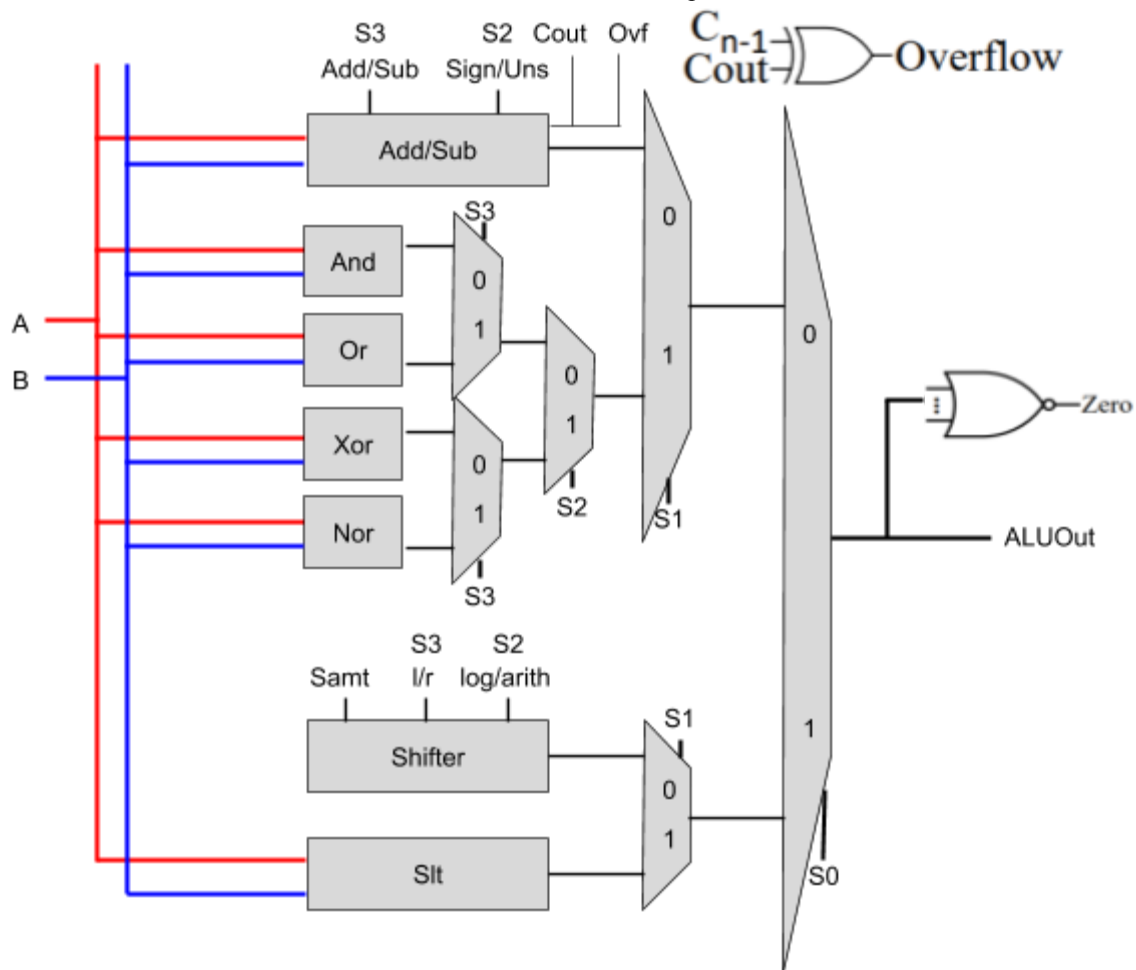 S3 S2 Cout Ovf
Add/Sub Sign/Uns
Cn-1
Cout Overflow
Add/Sub
0
S3
And
0
A
1
0
Or
1
0
B
1
Zero
Xor
0
1
S2
S1
Nor
ALUOut
S3
S3 S2
Samt l/r log/arith
S1
1
Shifter
0
1
Slt
S0